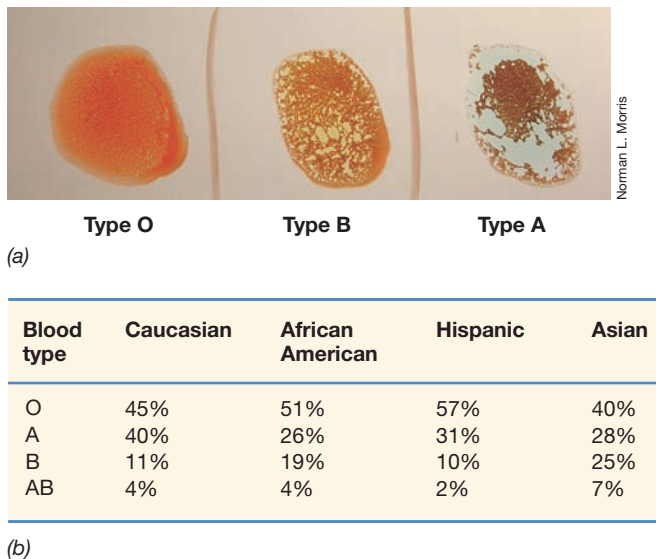 Norman L. Morris
Type O Type B Type A
(a)
Blood type Caucasian African American Hispanic Asian
O 45% 51% 57% 40%
A 40% 26% 31% 28%
B 11% 19% 10% 25%
AB 4% 4% 2% 7%
(b)